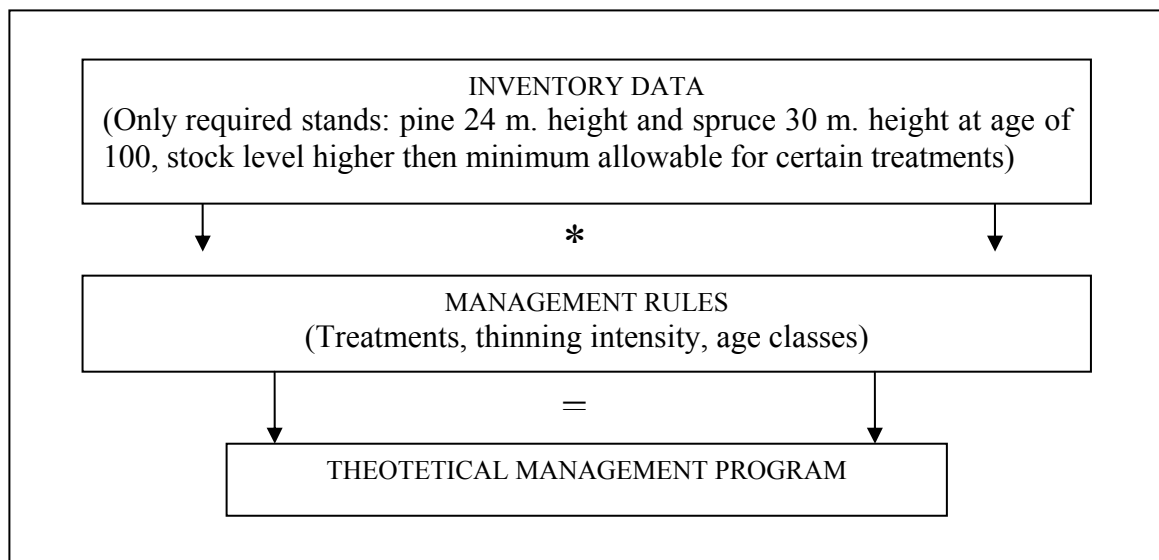 INVENTORY DATA
(Only required stands: pine 24 m. height and spruce 30 m. height at age of
100, stock level higher then minimum allowable for certain treatments)
*
MANAGEMENT RULES
(Treatments, thinning intensity, age classes)
=
THEOTETICAL MANAGEMENT PROGRAM